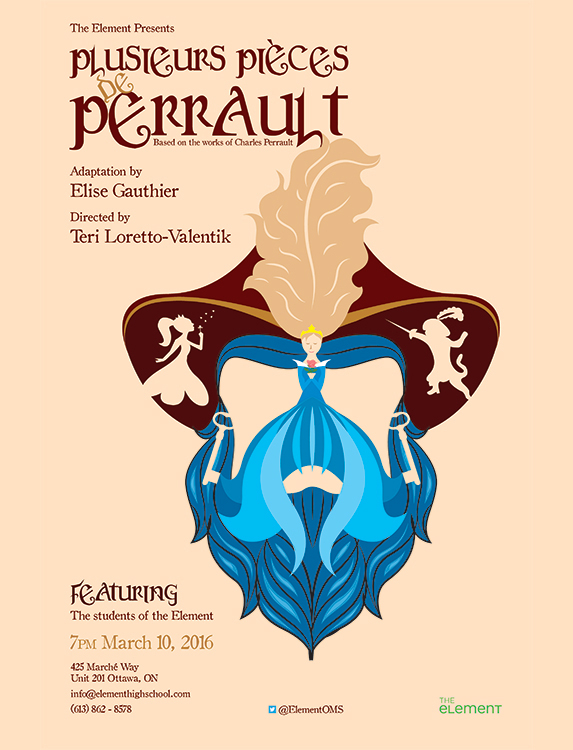 The Element Presents
PLUSIEURS PIÈCES
DE
PERRAULT
Based on the works of Charles Perrault
Adaptation by
Elise Gauthier
Directed by
Teri Loretto-Valentik
FEATURING
The students of the Element
7PM March 10, 2016
425 Marché Way
Unit 201 Ottawa, ON
info@elementhighschool.com
(613) 862 - 8578
@ElementOMS
THE
eLEMENT